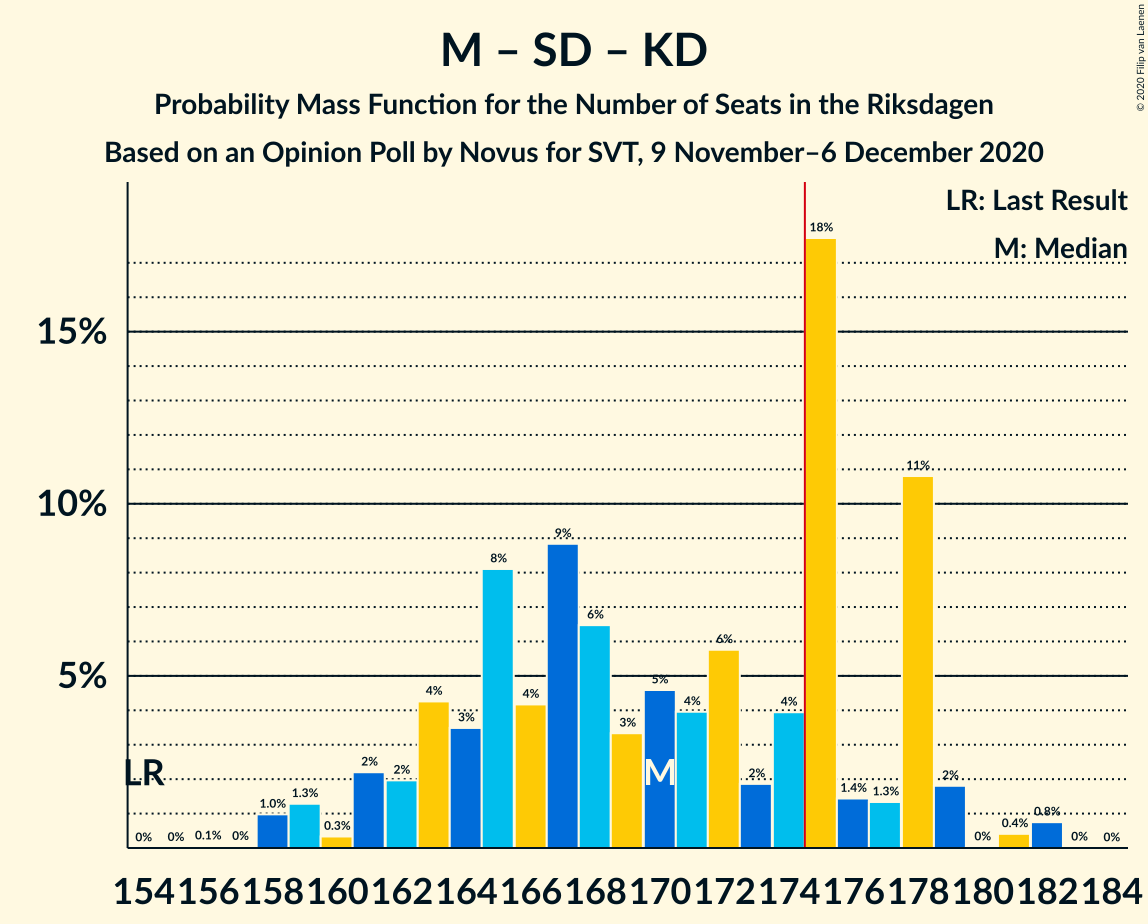 M – SD – KD
Probability Mass Function for the Number of Seats in the Riksdagen
Based on an Opinion Poll by Novus for SVT, 9 November–6 December 2020
© 2020 Filip van Laenen
LR: Last Result
M: Median
15%
10%
5%
0% 0% 0.1% 0% 1.0% 1.3% 0.3% 2% 2% 4% 3% 8% 4% 9% 6% 3% 5% 4% 6% 2% 4% 18% 1.4% 1.3% 11% 2% 0% 0.4% 0.8% 0% 0%
LR
M
154 156 158 160 162 164 166 168 170 172 174 176 178 180 182 184